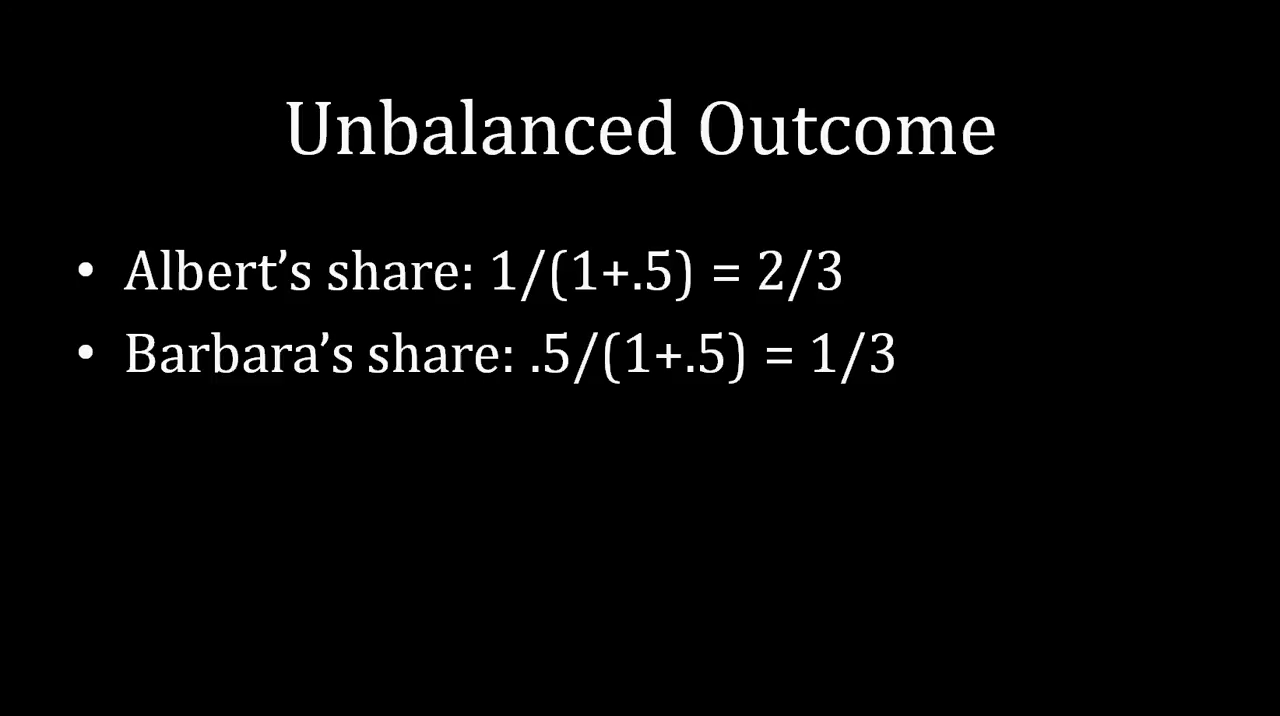 Unbalanced Outcome
• Albert’s share: 1/(1+.5) = 2/3
• Barbara’s share: .5/(1+.5) = 1/3